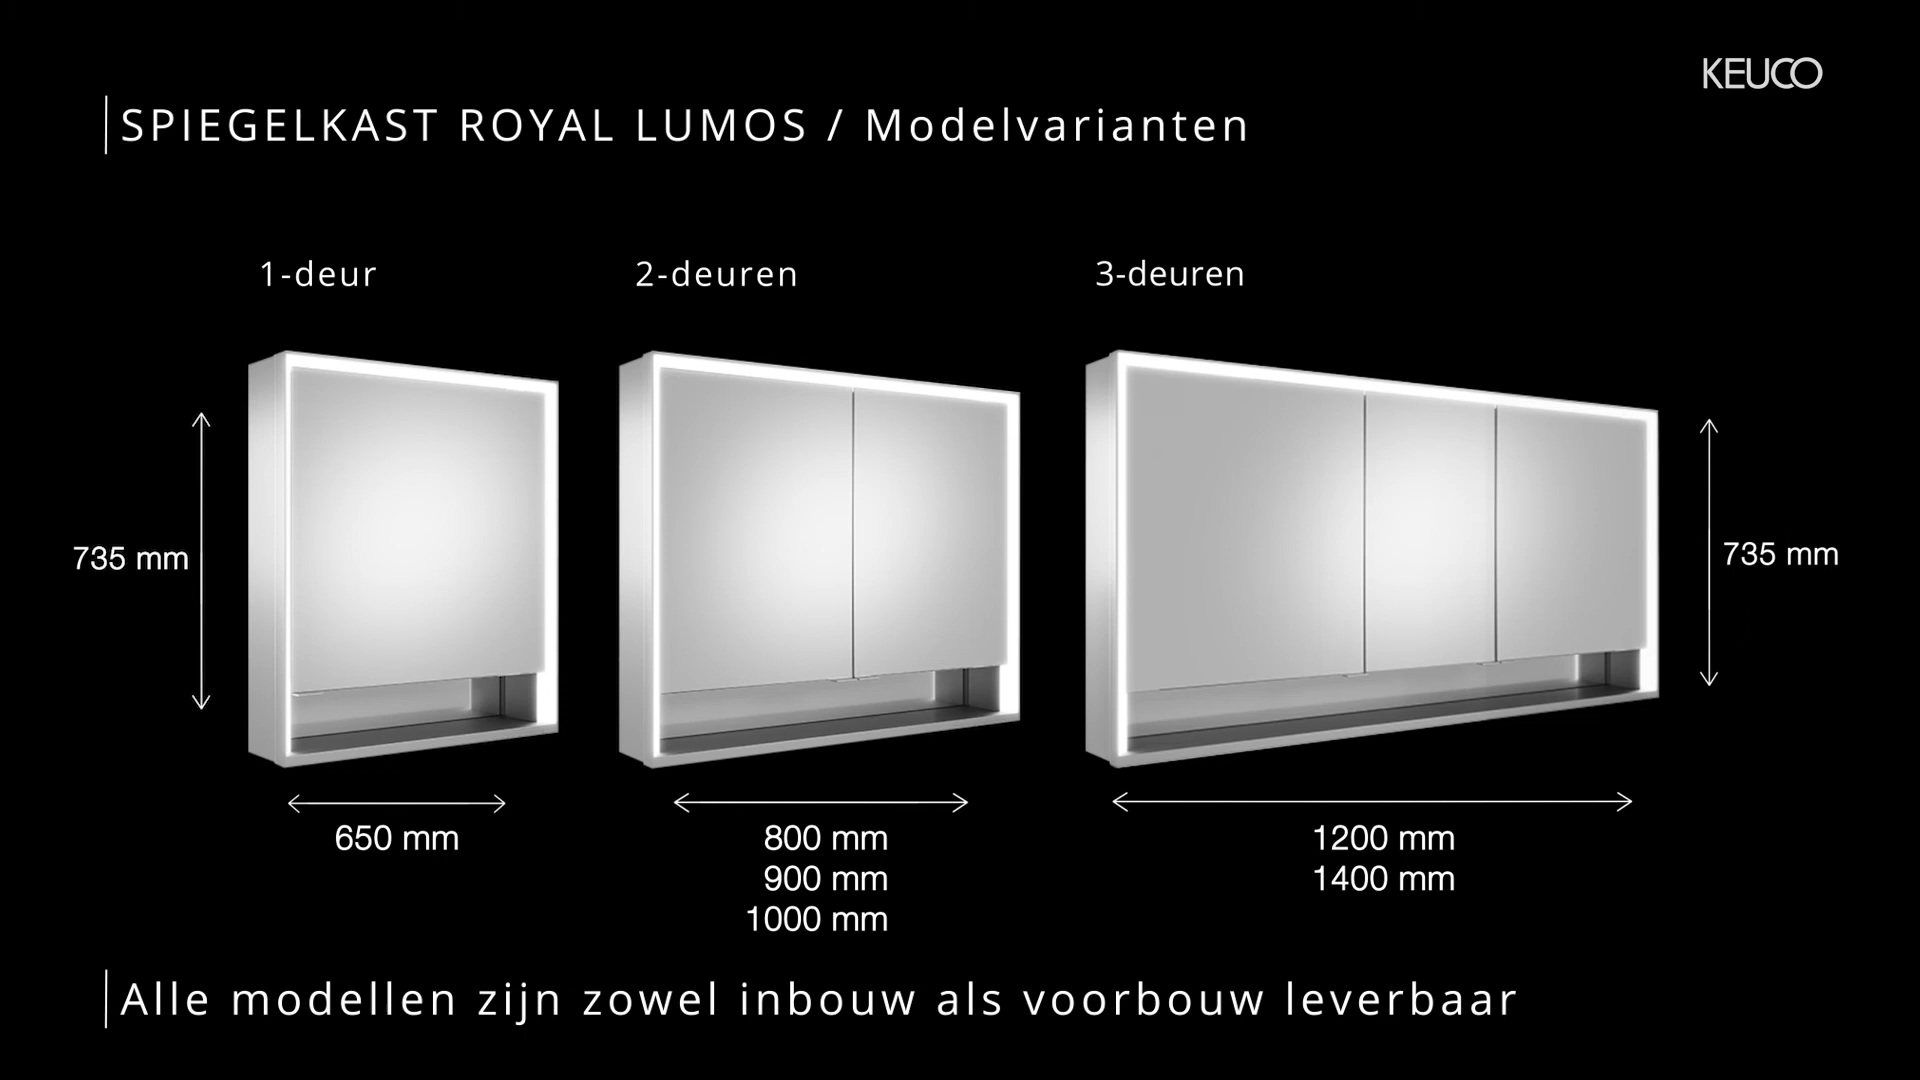 KEUCO
SPIEGELKAST ROYAL LUMOS / Modelvarianten
1-deur
2-deuren
3-deuren
735 mm
735 mm
650 mm
800 mm
900 mm
1000 mm
1200 mm
1400 mm
Alle modellen zijn zowel inbouw als voorbouw leverbaar